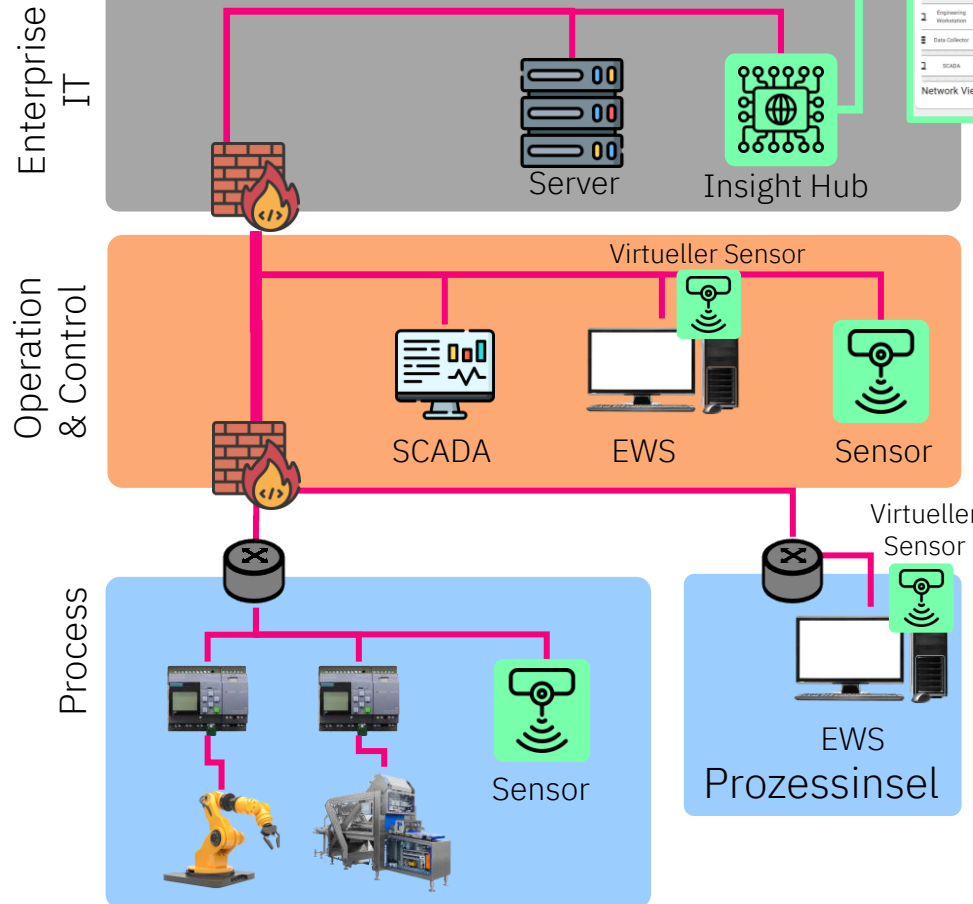 Enterprise
IT
Engineering
Workstation
Data Collector
SCADA
Network Vie
Server
Insight Hub
Operation
& Control
Virtueller Sensor
SCADA
EWS
Sensor
Virtueller
Sensor
Process
Sensor
EWS
Prozessinsel